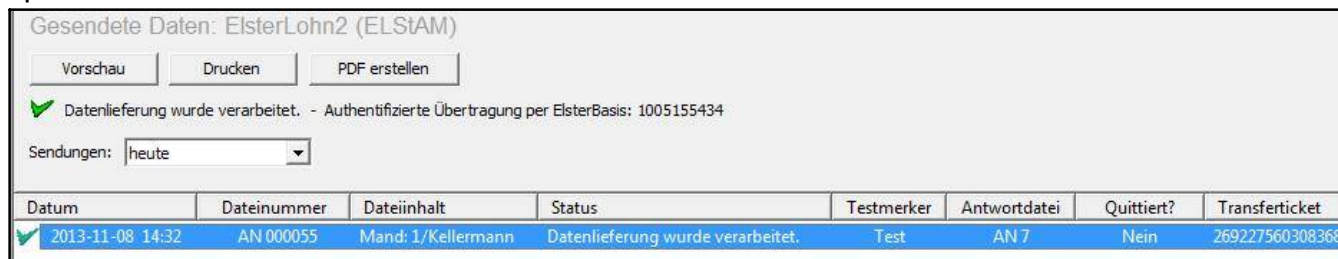 Gesendete Daten: ElsterLohn2 (ELStAM)
Vorschau Drucken PDF erstellen
Datenlieferung wurde verarbeitet. - Authentifizierte Übertragung per ElsterBasis: 1005155434
Sendungen: heute
Datum Dateinummer Dateiinhalt Status Testmerker Antwortdatei Quittiert? Transferticket
2013-11-08 14:32 AN 000055 Mand: 1/Kellermann Datenlieferung wurde verarbeitet. Test AN 7 Nein 269227560308368